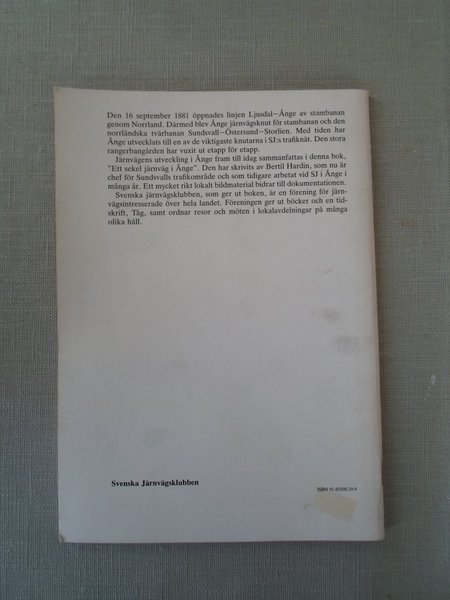 Den 16 september 1881 öppnades linjen Ljusdal—Ånge av stambanan
genom Norrland. Därmed blev Ånge järnvägsknut för stambanan och den
norrländska tvärbanan Sundsvall—Östersund—Storlien. Med tiden har
Ånge utvecklats till en av de viktigaste knutarna i SJ:s trafiknät. Den stora
rangerbangården har vuxit ut etapp för etapp.
Järnvägens utveckling i Ånge fram till idag sammanfattas i denna bok,
"Ett sekel järnväg i Ånge". Den har skrivits av Bertil Hardin, som nu är
chef för Sundsvalls trafikområde och som tidigare arbetat vid SJ i Ånge i
många år. Ett mycket rikt lokalt bildmaterial bidrar till dokumentationen.
Svenska järnvägsklubben, som ger ut boken, är en förening för järn-
vägsintresserade över hela landet. Föreningen ger ut böcker och en tid-
skrift, Tåg, samt ordnar resor och möten i lokalavdelningar på många
olika håll.
Svenska Järnvägsklubben
ISBN 91-85098-29-0